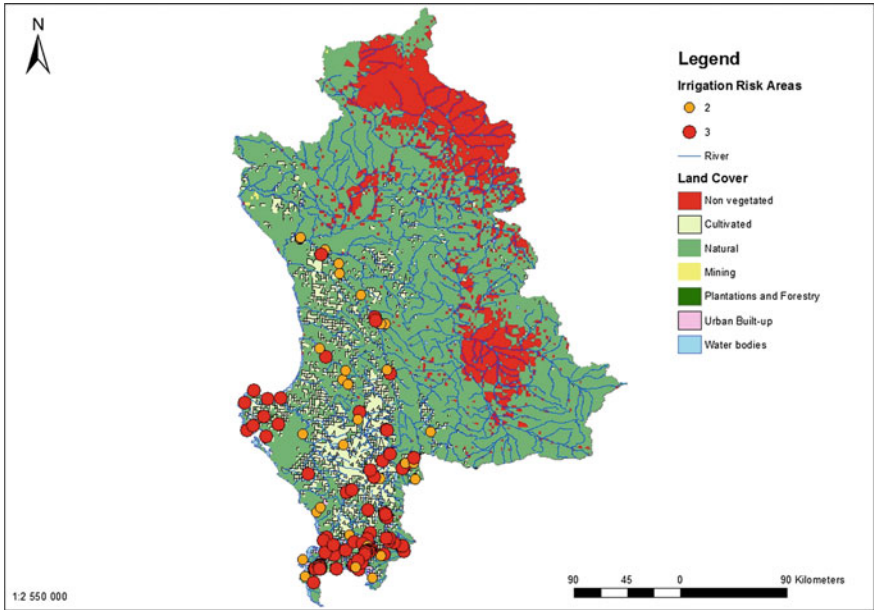 N
Legend
Irrigation Risk Areas
2
3
River
Land Cover
Non vegetated
Cultivated
Natural
Mining
Plantations and Forestry
Urban Built-up
Water bodies
1:2 550 000
90 45 0 90 Kilometers